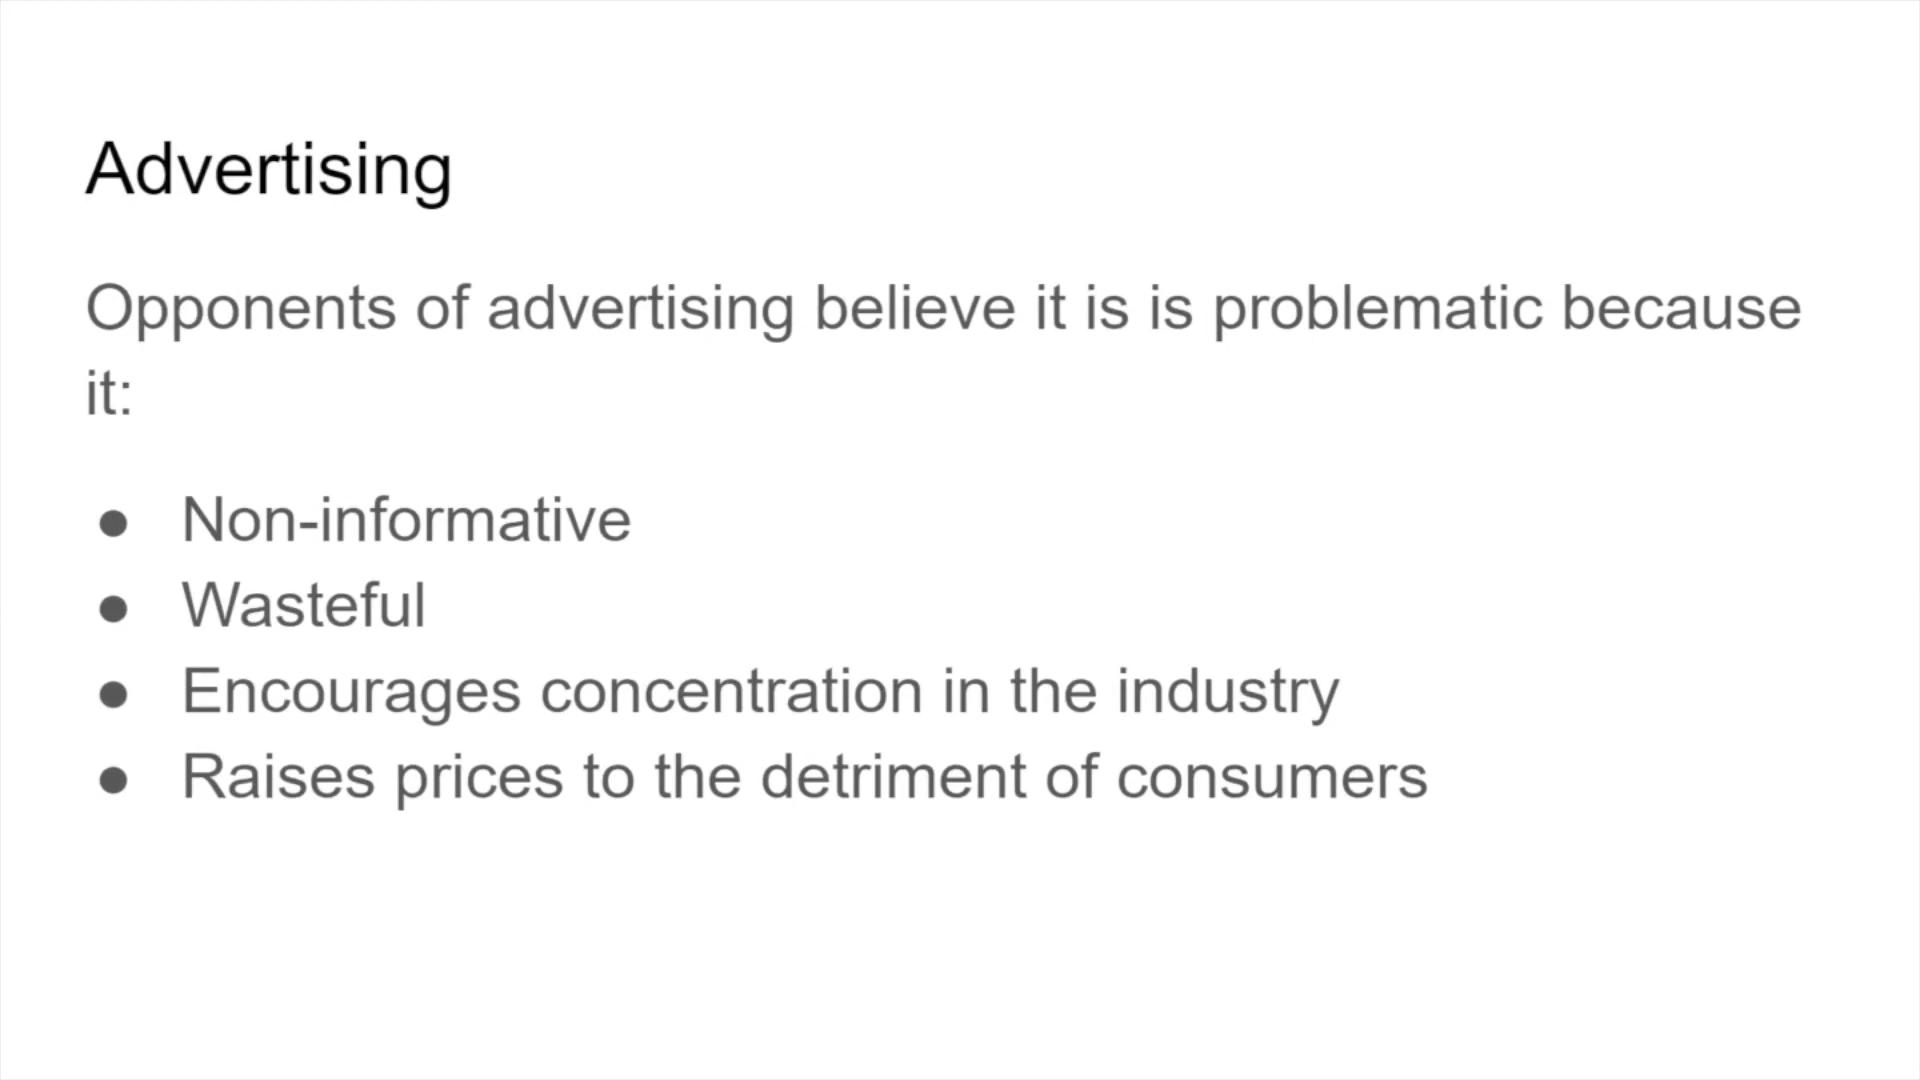 Advertising
Opponents of advertising believe it is is problematic because
it:
● Non-informative
● Wasteful
● Encourages concentration in the industry
● Raises prices to the detriment of consumers